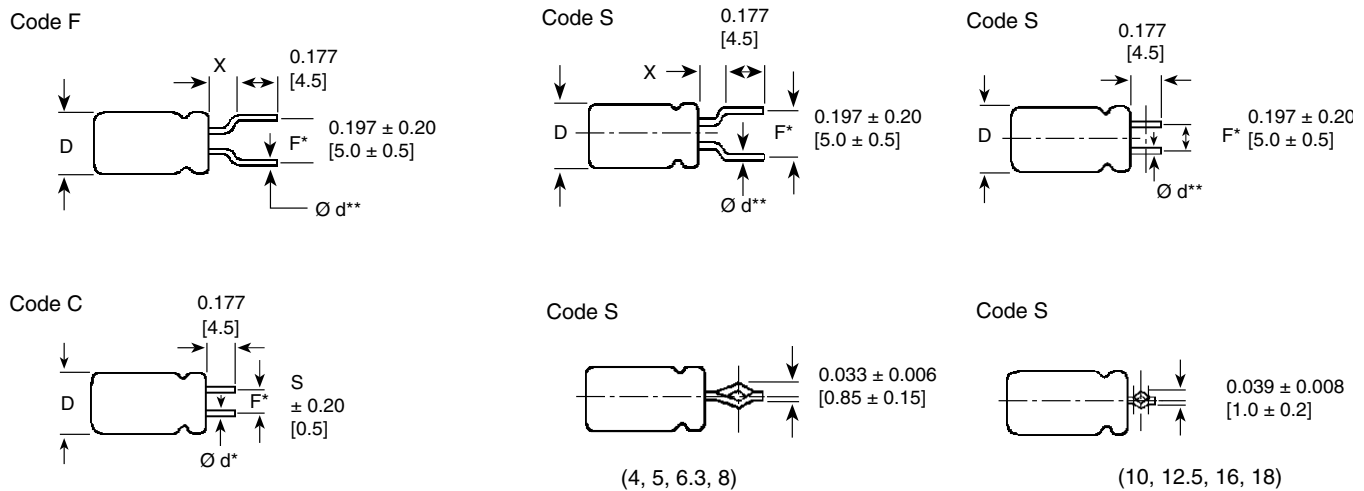 Code F
X
0.177
[4.5]
D
F*
0.197 ± 0.20
[5.0 ± 0.5]
Ø d**
Code S
0.177
[4.5]
X
D
F*
0.197 ± 0.20
[5.0 ± 0.5]
Ø d**
Code S
0.177
[4.5]
D
F*
0.197 ± 0.20
[5.0 ± 0.5]
Ø d**
Code C
0.177
[4.5]
D
S
F*
± 0.20
[0.5]
Ø d*
Code S
0.033 ± 0.006
[0.85 ± 0.15]
(4, 5, 6.3, 8)
Code S
0.039 ± 0.008
[1.0 ± 0.2]
(10, 12.5, 16, 18)